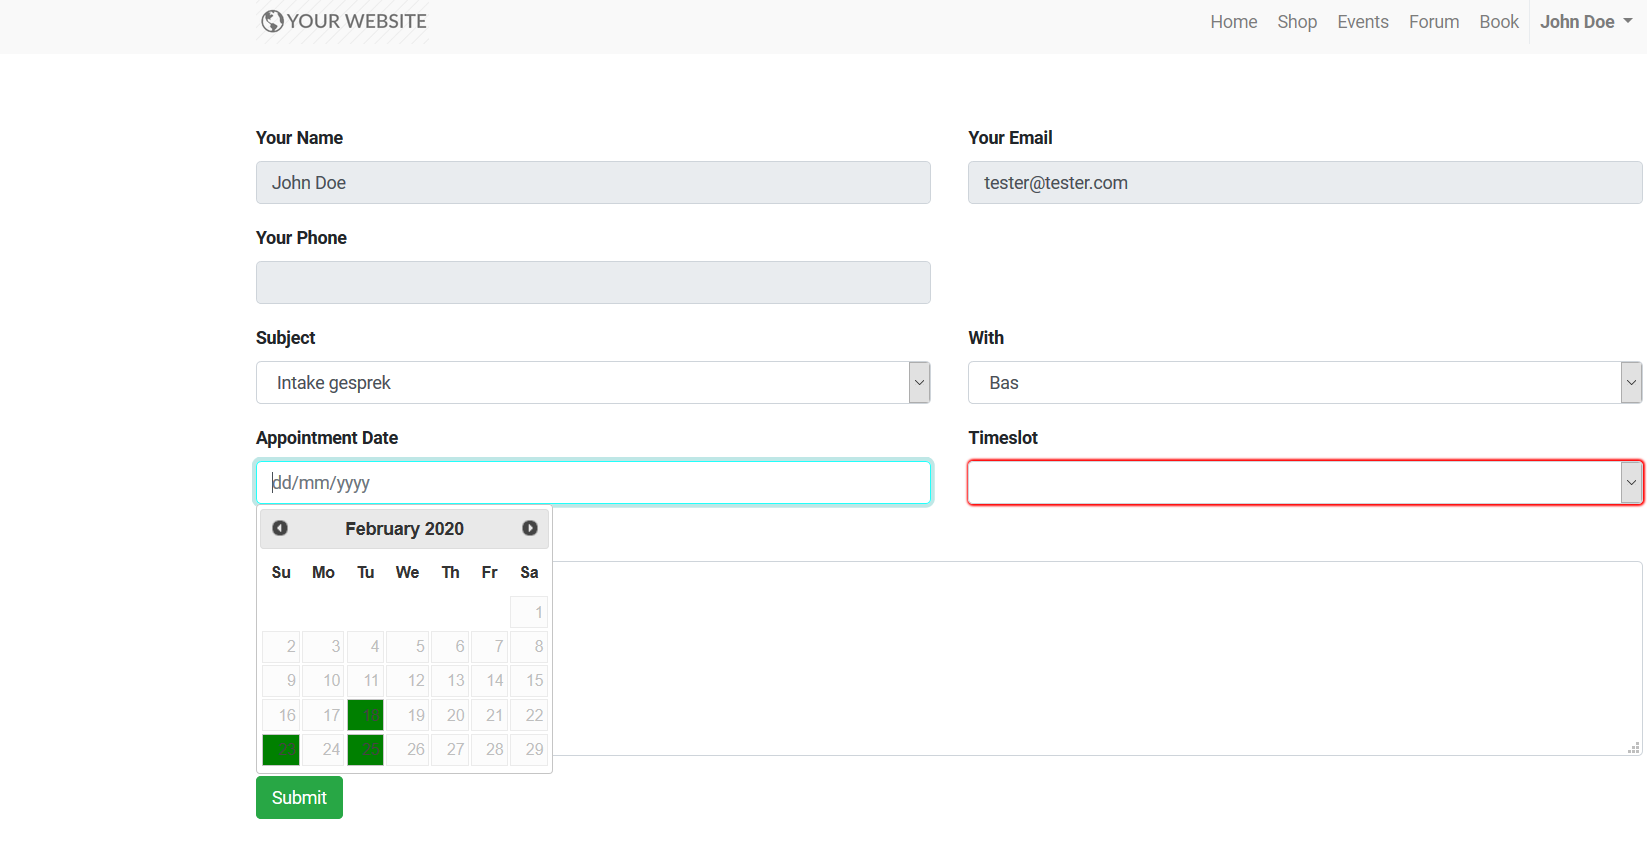 YOUR WEBSITE
Home Shop Events Forum Book John Doe
Your Name Your Email
John Doe tester@tester.com
Your Phone
Subject With
Intake gesprek Bas
Appointment Date Timeslot
dd/mm/yyyy
February 2020
Su Mo Tu We Th Fr Sa
1
2 3 4 5 6 7 8
9 10 11 12 13 14 15
16 17 18 19 20 21 22
23 24 25 26 27 28 29
Submit